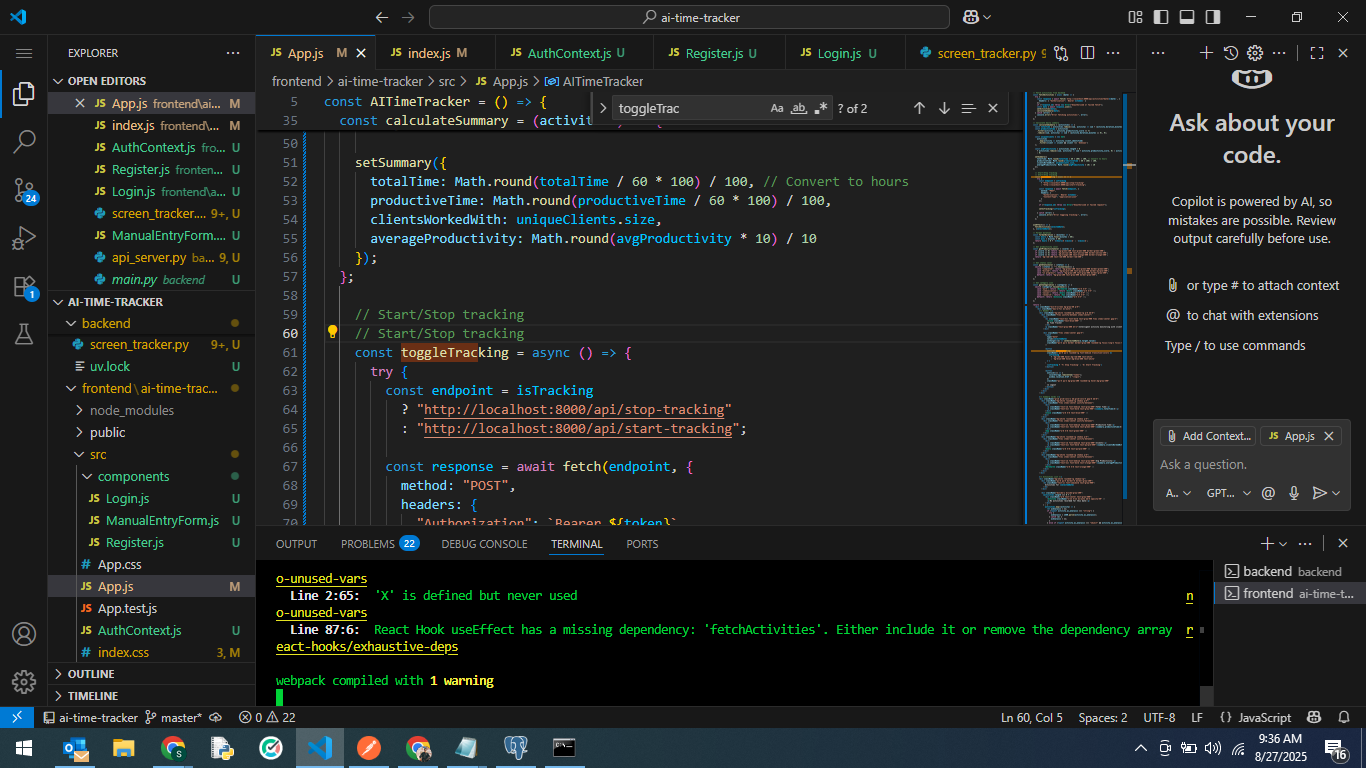 ai-time-tracker
EXPLORER
OPEN EDITORS
App.js frontend\ai... M
index.js frontend\... M
AuthContext.js fro... U
Register.js fronten... U
Login.js frontend\a... U
screen_tracker.... 9+, U
ManualEntryForm.... U
api_server.py ba... 9, U
main.py backend U
AI-TIME-TRACKER
backend
screen_tracker.py 9+, U
uv.lock
frontend \ ai-time-trac...
node_modules
public
src
components
JS Login.js U
JS ManualEntryForm.js U
JS Register.js U
# App.css
JS App.js M
JS App.test.js
JS AuthContext.js U
# index.css 3, M
OUTLINE
TIMELINE
24
1
JS App.js M
JS index.js M
JS AuthContext.js U
JS Register.js U
JS Login.js U
screen_tracker.py 9
frontend > ai-time-tracker > src > JS App.js > AITimeTracker
toggleTrac Aa ab ? of 2
5 const AITimeTracker = () => {
35 const calculateSummary = (activit
50
51 setSummary({
52 totalTime: Math.round(totalTime / 60 * 100) / 100, // Convert to hours
53 productiveTime: Math.round(productiveTime / 60 * 100) / 100,
54 clientsWorkedWith: uniqueClients.size,
55 averageProductivity: Math.round(avgProductivity * 10) / 10
56 });
57 };
58
59 // Start/Stop tracking
60 // Start/Stop tracking
61 const toggleTracking = async () => {
62 try {
63 const endpoint = isTracking
64 ? "http://localhost:8000/api/stop-tracking"
65 : "http://localhost:8000/api/start-tracking";
66
67 const response = await fetch(endpoint, {
68 method: "POST",
69 headers: {
70 "Authorization": `Bearer ${token}`
OUTPUT PROBLEMS 22 DEBUG CONSOLE TERMINAL PORTS
o-unused-vars
Line 2:65: 'X' is defined but never used n
o-unused-vars
Line 87:6: React Hook useEffect has a missing dependency: 'fetchActivities'. Either include it or remove the dependency array r
eact-hooks/exhaustive-deps
webpack compiled with 1 warning
backend backend
frontend ai-time-t...
Ask about your
code.
Copilot is powered by AI, so
mistakes are possible. Review
output carefully before use.
or type # to attach context
@ to chat with extensions
Type / to use commands
Add Context...
JS App.js
Ask a question.
A.. GPT...
ai-time-tracker master* 0 22
Ln 60, Col 5 Spaces: 2 UTF-8 LF {} JavaScript
9:36 AM
8/27/2025
16